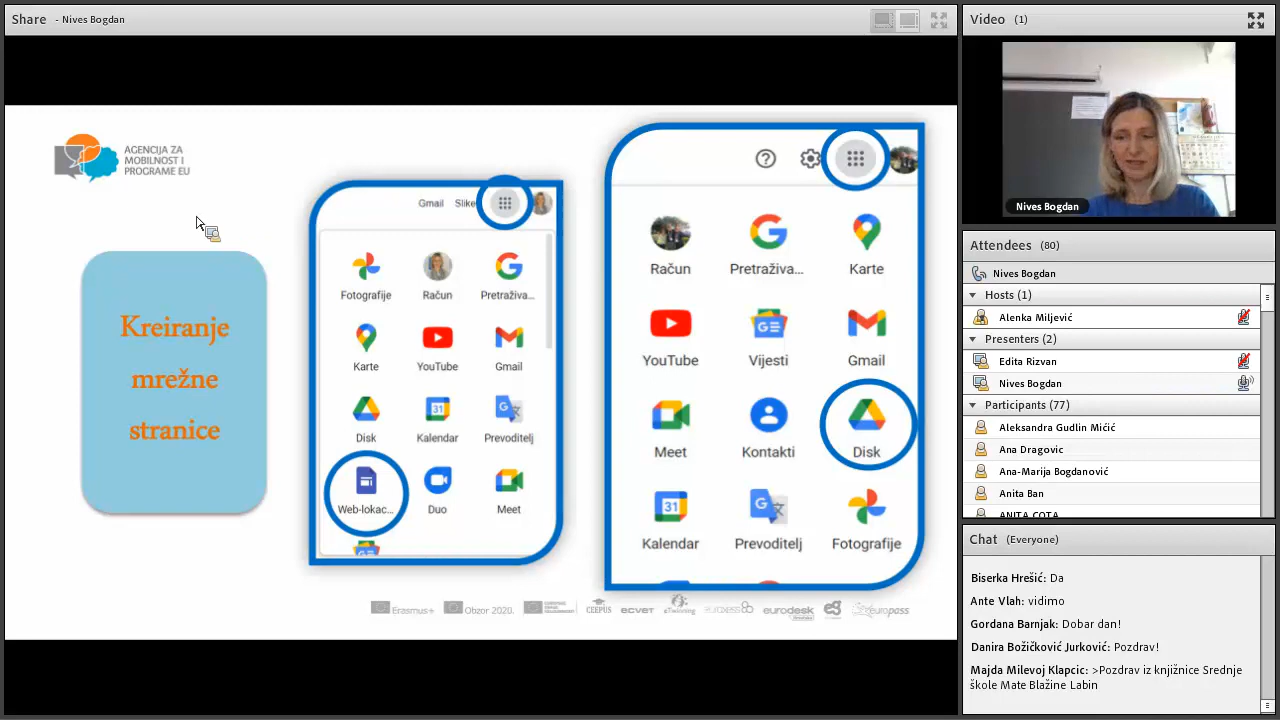 Share - Nives Bogdan
AGENCIJA ZA
MOBILNOST I
PROGRAME EU
Kreiranje
mrežne
stranice
Gmail Slike
Fotografije Račun Pretraživa...
Karte YouTube Gmail
Disk Kalendar Prevoditelj
Web-lokac... Duo Meet
Račun Pretraživa... Karte
YouTube Vijesti Gmail
Meet Kontakti Disk
Kalendar Prevoditelj Fotografije
Erasmus+ Obzor 2020. CEEPUS ECVET eTwinning euroguidance eurodesk europass
Video (1)
Nives Bogdan
Attendees (80)
Nives Bogdan
Hosts (1)
Alenka Miljević
Presenters (2)
Edita Rizvan
Nives Bogdan
Participants (77)
Aleksandra Gudlin Mićić
Ana Dragovic
Ana-Marija Bogdanović
Anita Ban
ANITA COTA
Chat (Everyone)
Biserka Hrešić: Da
Ante Vlah: vidimo
Gordana Barnjak: Dobar dan!
Danira Božičković Jurković: Pozdrav!
Majda Milevoj Klapcic: >Pozdrav iz knjižnice Srednje
škole Mate Blažine Labin